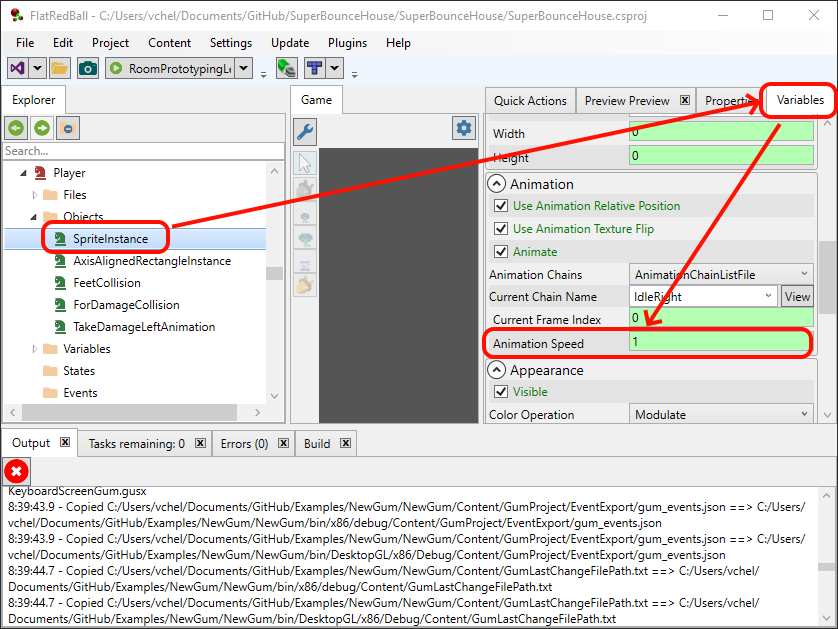 FlatRedBall - C:/Users/vchel/Documents/GitHub/SuperBounceHouse/SuperBounceHouse/SuperBounceHouse.csproj
File Edit Project Content Settings Update Plugins Help
RoomPrototypingLe
Explorer
Search...
Player
Files
Objects
SpriteInstance
AxisAlignedRectangleInstance
FeetCollision
ForDamageCollision
TakeDamageLeftAnimation
Variables
States
Events
Game
Quick Actions Preview Preview Properties Variables
Width 0
Height 0
Animation
Use Animation Relative Position
Use Animation Texture Flip
Animate
Animation Chains AnimationChainListFile
Current Chain Name IdleRight View
Current Frame Index 0
Animation Speed 1
Appearance
Visible
Color Operation Modulate
Output Tasks remaining: 0 Errors (0) Build
KeyboardScreenGum.gusx
8:39:43.9 - Copied C:/Users/vchel/Documents/GitHub/Examples/NewGum/NewGum/Content/GumProject/EventExport/gum_events.json ==> C:/Users/
vchel/Documents/GitHub/Examples/NewGum/NewGum/bin/x86/debug/Content/GumProject/EventExport/gum_events.json
8:39:43.9 - Copied C:/Users/vchel/Documents/GitHub/Examples/NewGum/NewGum/Content/GumProject/EventExport/gum_events.json ==> C:/Users/
vchel/Documents/GitHub/Examples/NewGum/NewGum/bin/DesktopGL/x86/Debug/Content/GumProject/EventExport/gum_events.json
8:39:44.7 - Copied C:/Users/vchel/Documents/GitHub/Examples/NewGum/NewGum/Content/GumLastChangeFilePath.txt ==> C:/Users/vchel/
Documents/GitHub/Examples/NewGum/NewGum/bin/x86/debug/Content/GumLastChangeFilePath.txt
8:39:44.7 - Copied C:/Users/vchel/Documents/GitHub/Examples/NewGum/NewGum/Content/GumLastChangeFilePath.txt ==> C:/Users/vchel/
Documents/GitHub/Examples/NewGum/NewGum/bin/DesktopGL/x86/Debug/Content/GumLastChangeFilePath.txt